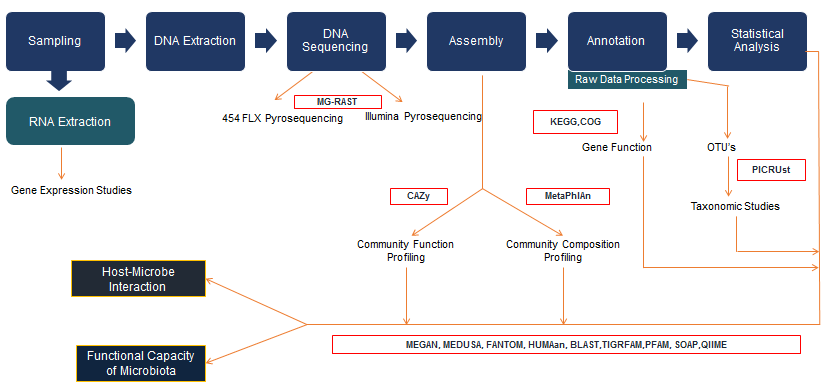 Sampling
DNA Extraction
DNA
Sequencing
Assembly
Annotation
Statistical
Analysis
Raw Data Processing
RNA Extraction
MG-RAST
454 FLX Pyrosequencing
Illumina Pyrosequencing
KEGG,COG
Gene Function
OTU's
PICRUst
Gene Expression Studies
CAZy
MetaPhlAn
Taxonomic Studies
Community Function
Profiling
Community Composition
Profiling
Host-Microbe
Interaction
MEGAN, MEDUSA, FANTOM, HUMAan, BLAST,TIGRFAM,PFAM, SOAP,QIIME
Functional Capacity
of Microbiota